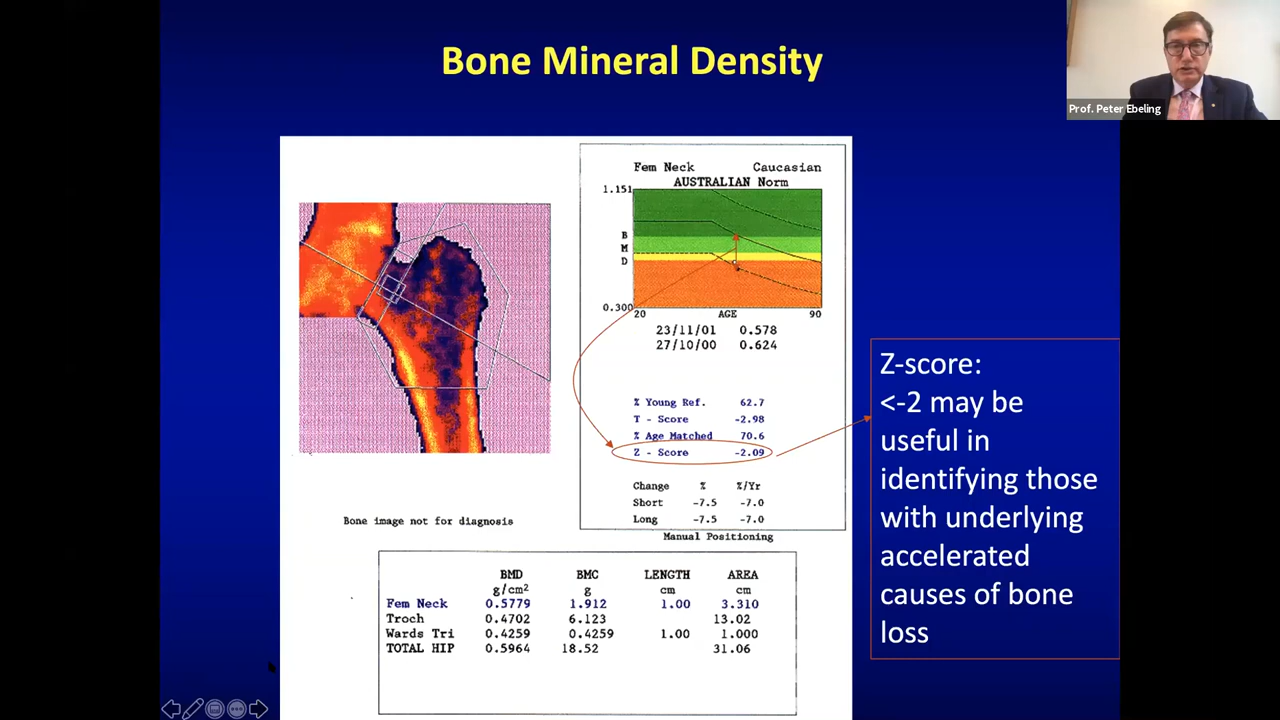 Bone Mineral Density
Prof. Peter Ebeling
Fem Neck Caucasian
AUSTRALIAN Norm
1.151
B
M
D
0.300
20 AGE 90
23/11/01 0.578
27/10/00 0.624
% Young Ref. 62.7
T - Score -2.98
% Age Matched 70.6
Z - Score -2.09
Change % %/Yr
Short -7.5 -7.0
Long -7.5 -7.0
Manual Positioning
Bone image not for diagnosis
BMD BMC LENGTH AREA
g/cm² g cm cm
Fem Neck 0.5779 1.912 1.00 3.310
Troch 0.4702 6.123 13.02
Wards Tri 0.4259 0.4259 1.00 1.000
TOTAL HIP 0.5964 18.52 31.06
Z-score:
<-2 may be
useful in
identifying those
with underlying
accelerated
causes of bone
loss